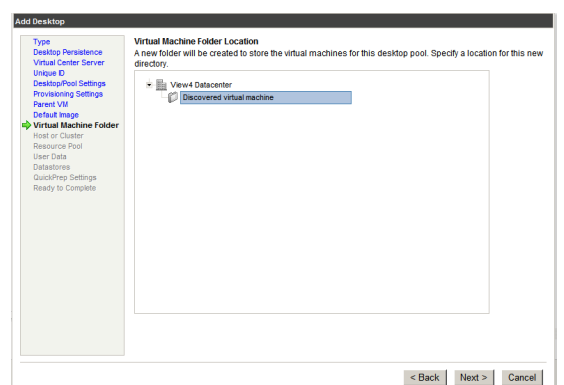 Add Desktop
Type
Desktop Persistence
Virtual Center Server
Unique ID
Desktop/Pool Settings
Provisioning Settings
Parent VM
Default Image
Virtual Machine Folder
Host or Cluster
Resource Pool
User Data
Datastores
QuickPrep Settings
Ready to Complete
Virtual Machine Folder Location
A new folder will be created to store the virtual machines for this desktop pool. Specify a location for this new
directory.
View4 Datacenter
Discovered virtual machine
< Back Next > Cancel